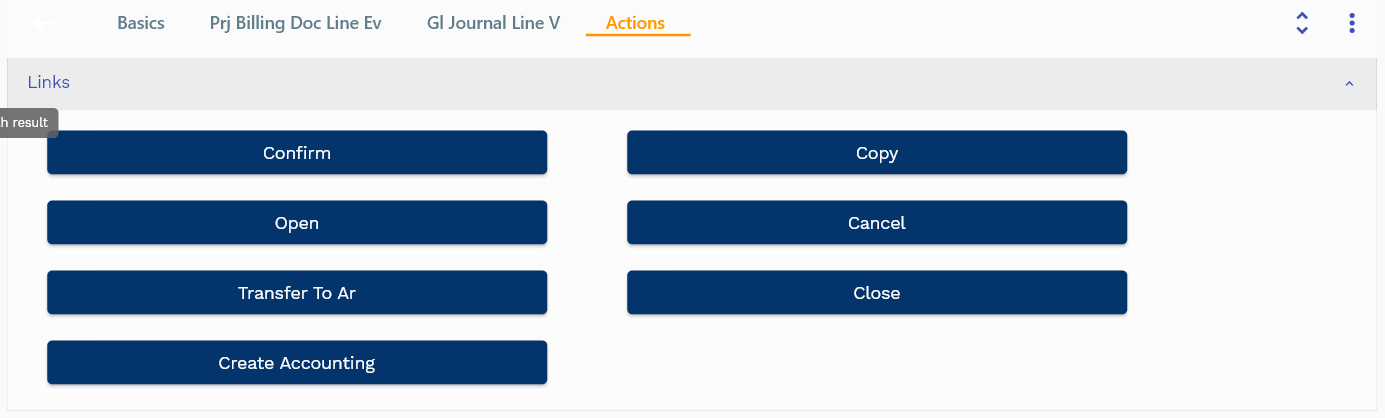 Basics Prj Billing Doc Line Ev Gl Journal Line V Actions
Links
h result
Confirm Copy
Open Cancel
Transfer To Ar Close
Create Accounting